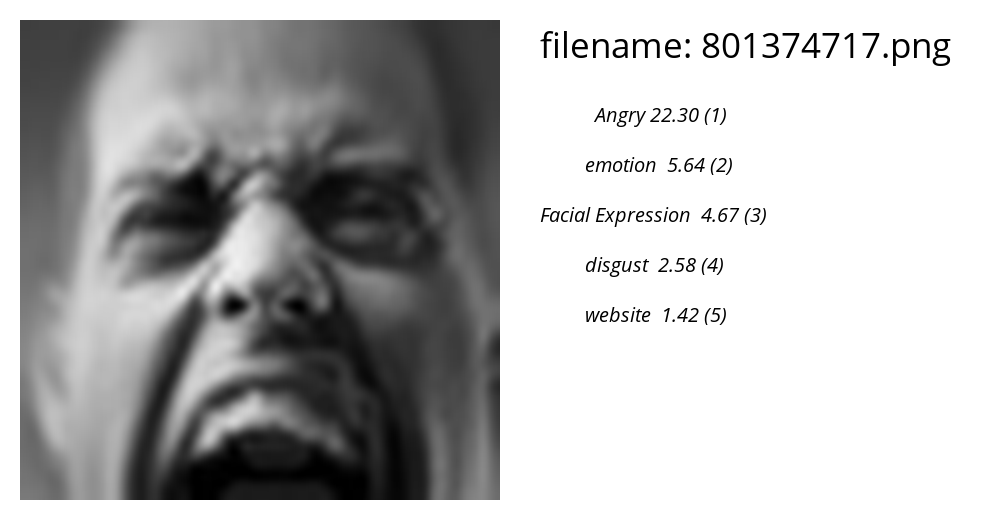 filename: 801374717.png
Angry 22.30 (1)
emotion 5.64 (2)
Facial Expression 4.67 (3)
disgust 2.58 (4)
website 1.42 (5)